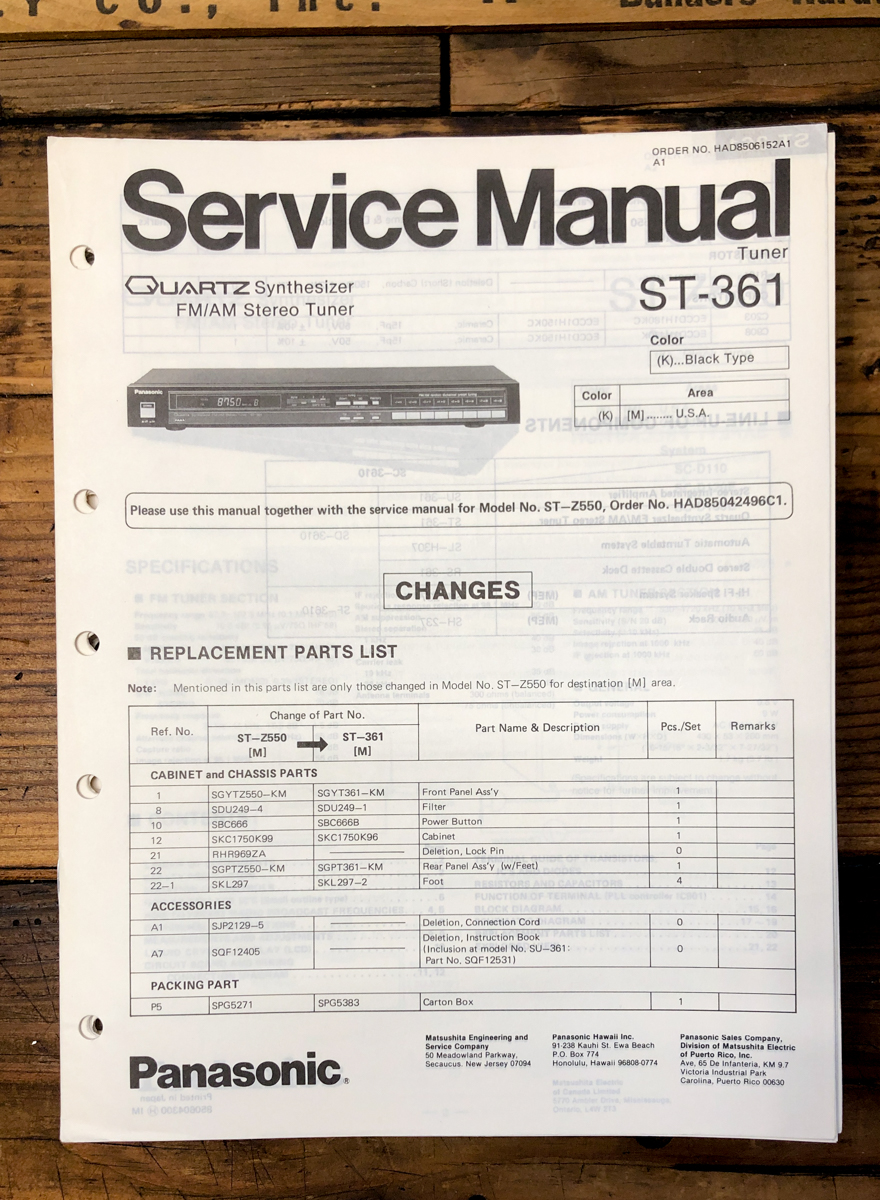 Y CO., Inc.
Builders Hardw
ORDER NO. HAD8506152A1
A1
Service Manual
Tuner
QUARTZ Synthesizer
FM/AM Stereo Tuner
ST-361
Color
(K)...Black Type
Color Area
(K) [M] ........ U.S.A.
Panasonic
8750
Please use this manual together with the service manual for Model No. ST–Z550, Order No. HAD85042496C1.
CHANGES
■ REPLACEMENT PARTS LIST
Note: Mentioned in this parts list are only those changed in Model No. ST–Z550 for destination [M] area.
Ref. No. Change of Part No. Part Name & Description Pcs./Set Remarks
ST–Z550 ➡ ST–361
[M] [M]
CABINET and CHASSIS PARTS
1 SGYTZ550–KM SGYT361–KM Front Panel Ass'y 1
8 SDU249–4 SDU249–1 Filter 1
10 SBC666 SBC666B Power Button 1
12 SKC1750K99 SKC1750K96 Cabinet 1
21 RHR969ZA ———— Deletion, Lock Pin 0
22 SGPTZ550–KM SGPT361–KM Rear Panel Ass'y (w/Feet) 1
22–1 SKL297 SKL297–2 Foot 4
ACCESSORIES
A1 SJP2129–5 ———— Deletion, Connection Cord 0
A7 SQF12405 ———— Deletion, Instruction Book
(Inclusion at model No. SU–361:
Part No. SQF12531) 0
PACKING PART
P5 SPG5271 SPG5383 Carton Box 1
Panasonic®
Matsushita Engineering and
Service Company
50 Meadowland Parkway,
Secaucus. New Jersey 07094
Panasonic Hawaii Inc.
91-238 Kauhi St. Ewa Beach
P.O. Box 774
Honolulu, Hawaii 96808-0774
Panasonic Sales Company,
Division of Matsushita Electric
of Puerto Rico, Inc.
Ave, 65 De Infanteria, KM 9.7
Victoria Industrial Park
Carolina, Puerto Rico 00630